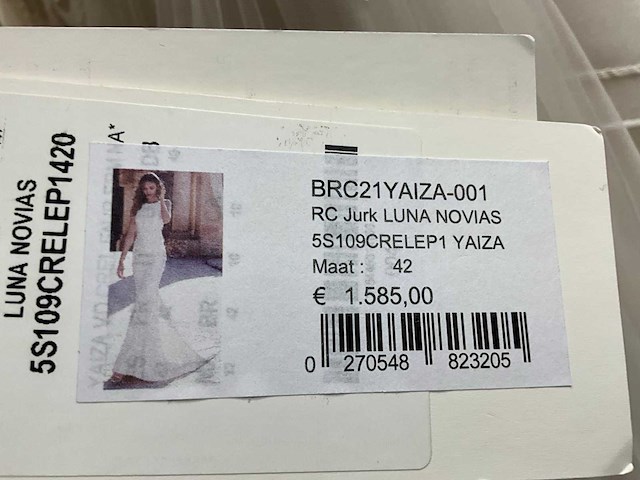 LUNA NOVIAS
5S109CRELEP1420
BRC21YAIZA-001
RC Jurk LUNA NOVIAS
5S109CRELEP1 YAIZA
Maat : 42
€ 1.585,00
0 270548 823205